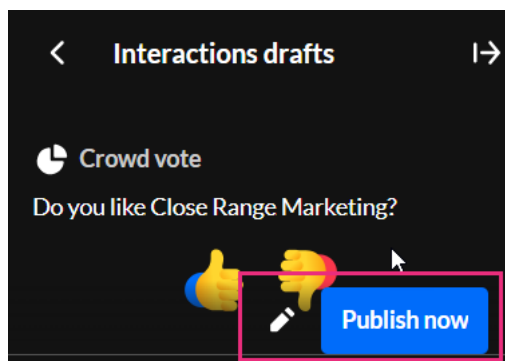 Interactions drafts
Crowd vote
Do you like Close Range Marketing?
Publish now